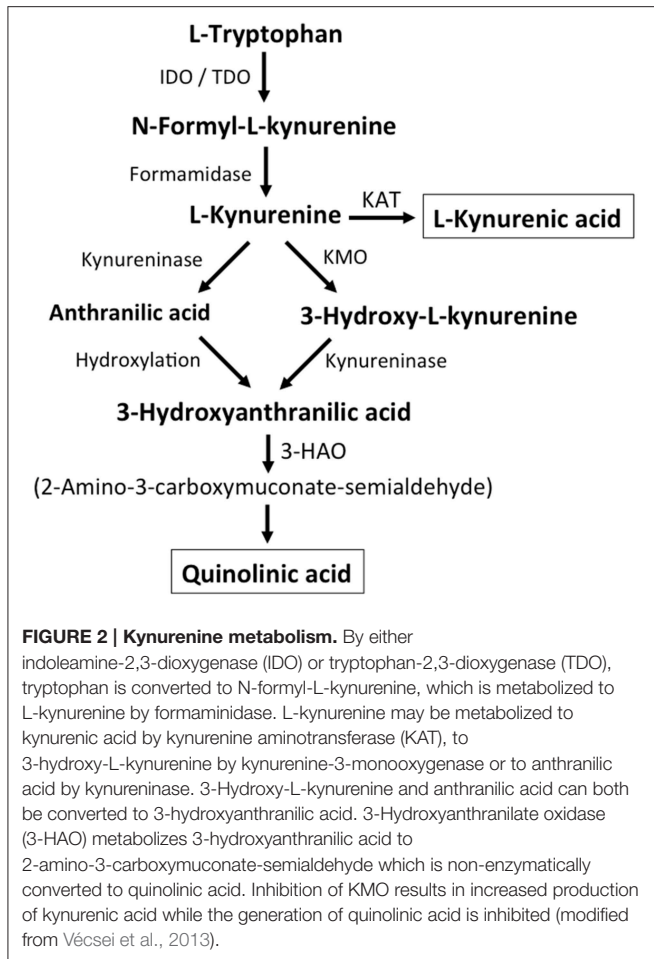 L-Tryptophan
IDO / TDO
N-Formyl-L-kynurenine
Formamidase
KAT
L-Kynurenine
L-Kynurenic acid
Kynureninase
KMO
Anthranilic acid
3-Hydroxy-L-kynurenine
Hydroxylation
Kynureninase
3-Hydroxyanthranilic acid
3-HAO
(2-Amino-3-carboxymuconate-semialdehyde)
Quinolinic acid
FIGURE 2 | Kynurenine metabolism. By either
indoleamine-2,3-dioxygenase (IDO) or tryptophan-2,3-dioxygenase (TDO),
tryptophan is converted to N-formyl-L-kynurenine, which is metabolized to
L-kynurenine by formaminidase. L-kynurenine may be metabolized to
kynurenic acid by kynurenine aminotransferase (KAT), to
3-hydroxy-L-kynurenine by kynurenine-3-monooxygenase or to anthranilic
acid by kynureninase. 3-Hydroxy-L-kynurenine and anthranilic acid can both
be converted to 3-hydroxyanthranilic acid. 3-Hydroxyanthranilate oxidase
(3-HAO) metabolizes 3-hydroxyanthranilic acid to
2-amino-3-carboxymuconate-semialdehyde which is non-enzymatically
converted to quinolinic acid. Inhibition of KMO results in increased production
of kynurenic acid while the generation of quinolinic acid is inhibited (modified
from Vécsei et al., 2013).